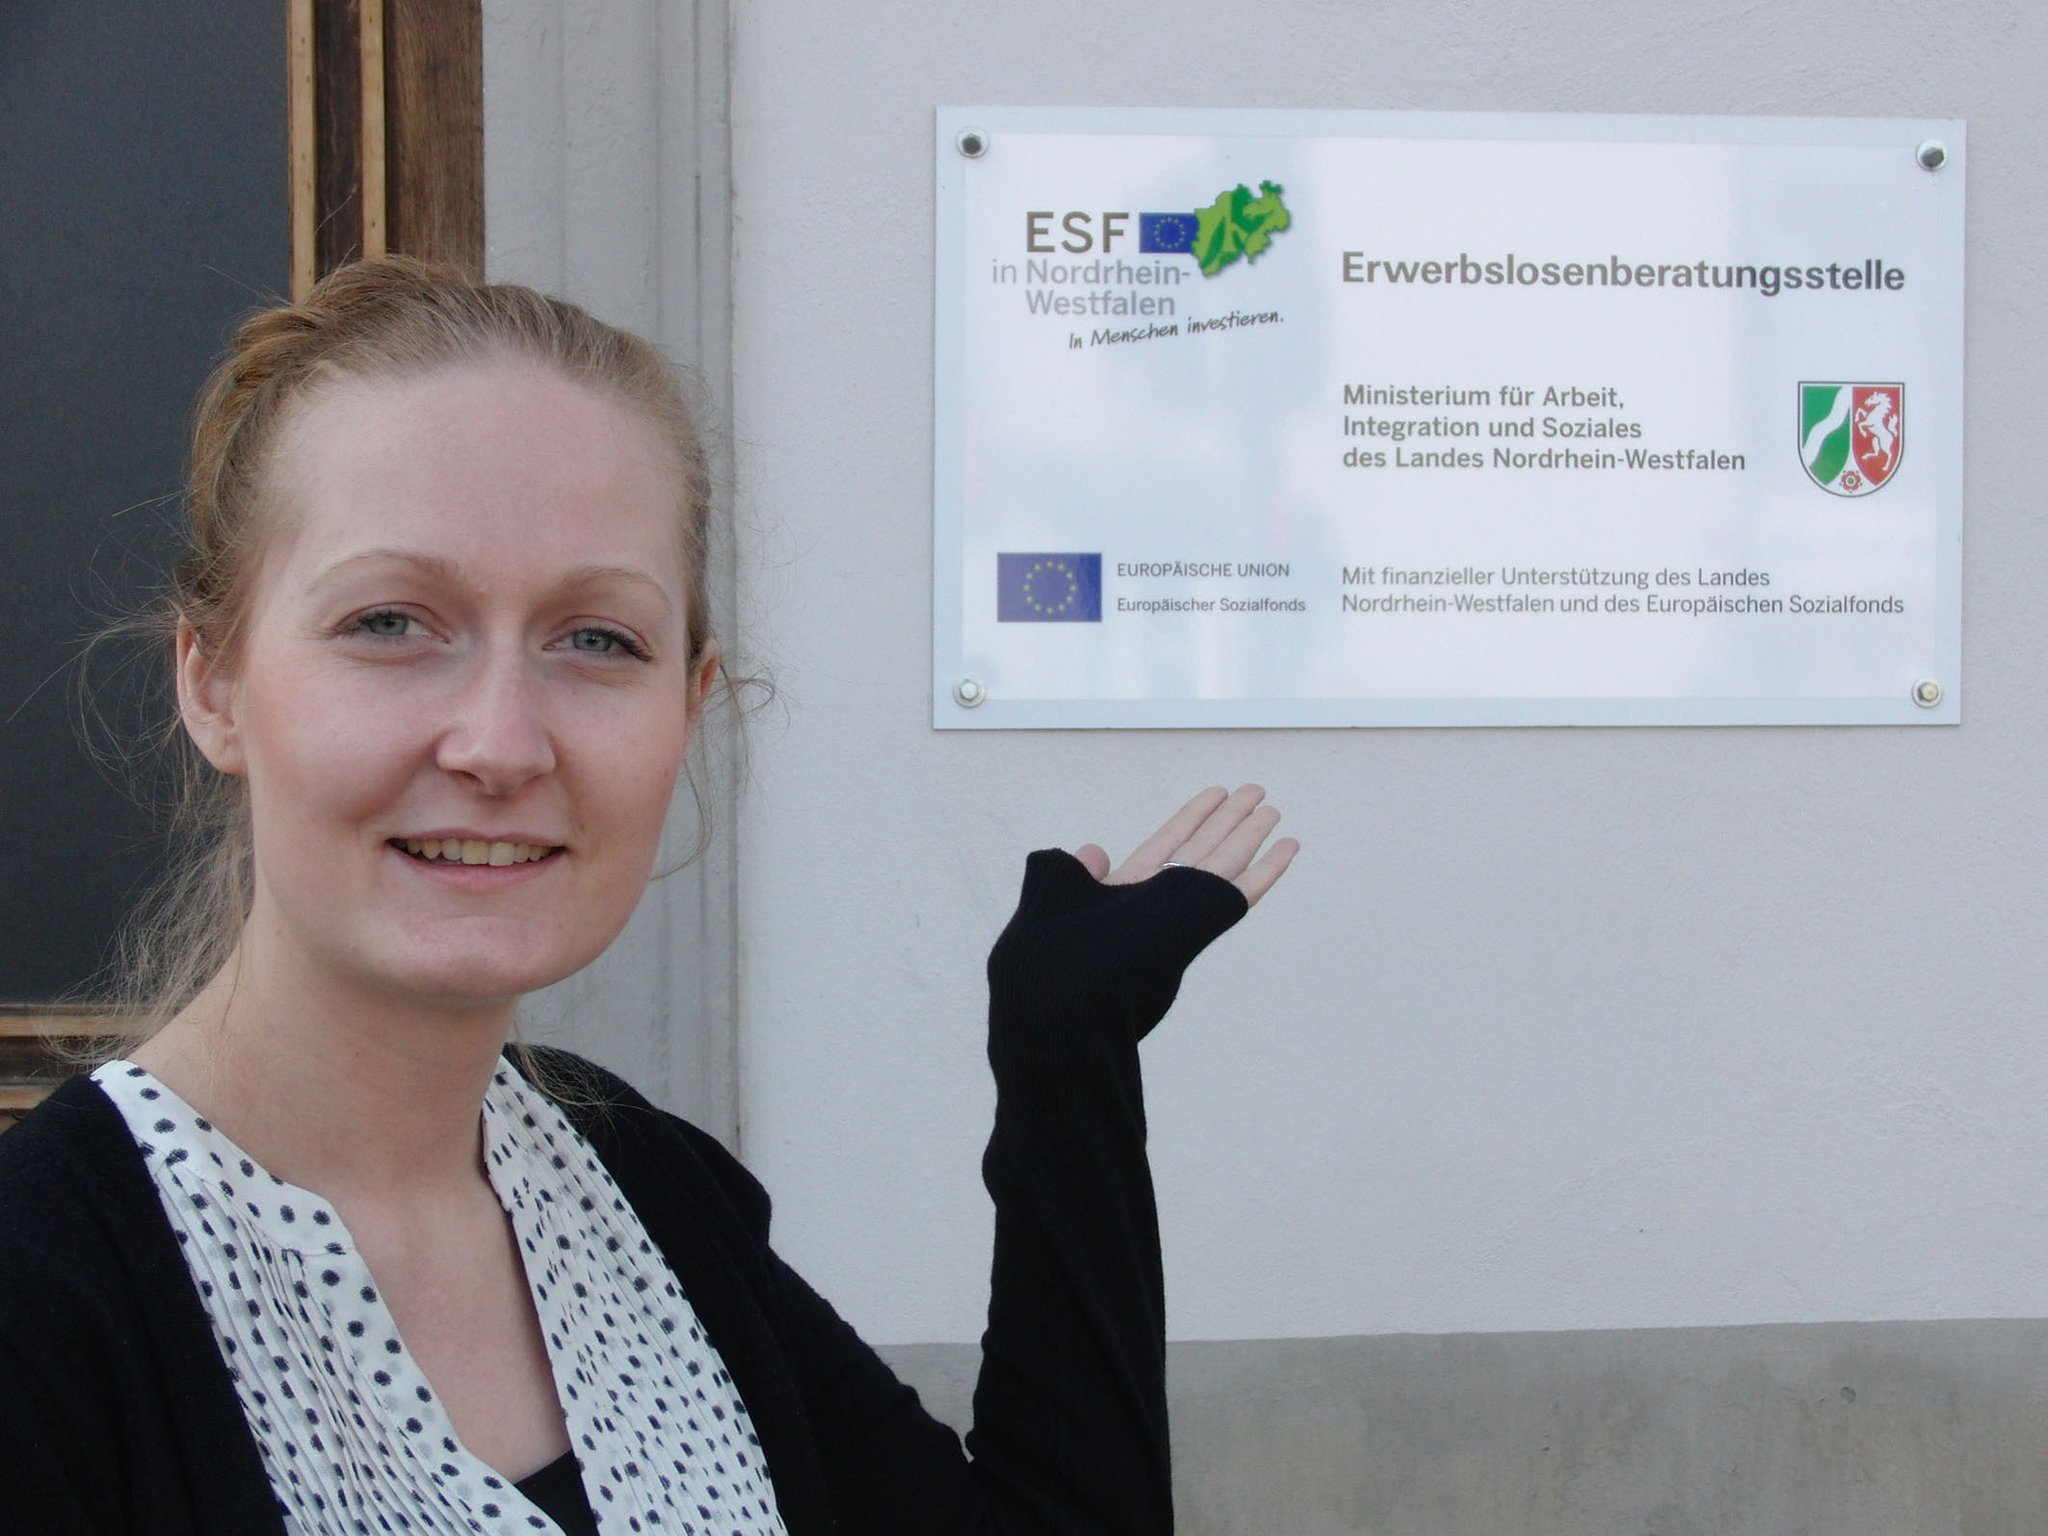 ESF
in Nordrhein-
Westfalen
In Menschen investieren.
Erwerbslosenberatungsstelle
Ministerium für Arbeit,
Integration und Soziales
des Landes Nordrhein-Westfalen
EUROPÄISCHE UNION
Europäischer Sozialfonds
Mit finanzieller Unterstützung des Landes
Nordrhein-Westfalen und des Europäischen Sozialfonds